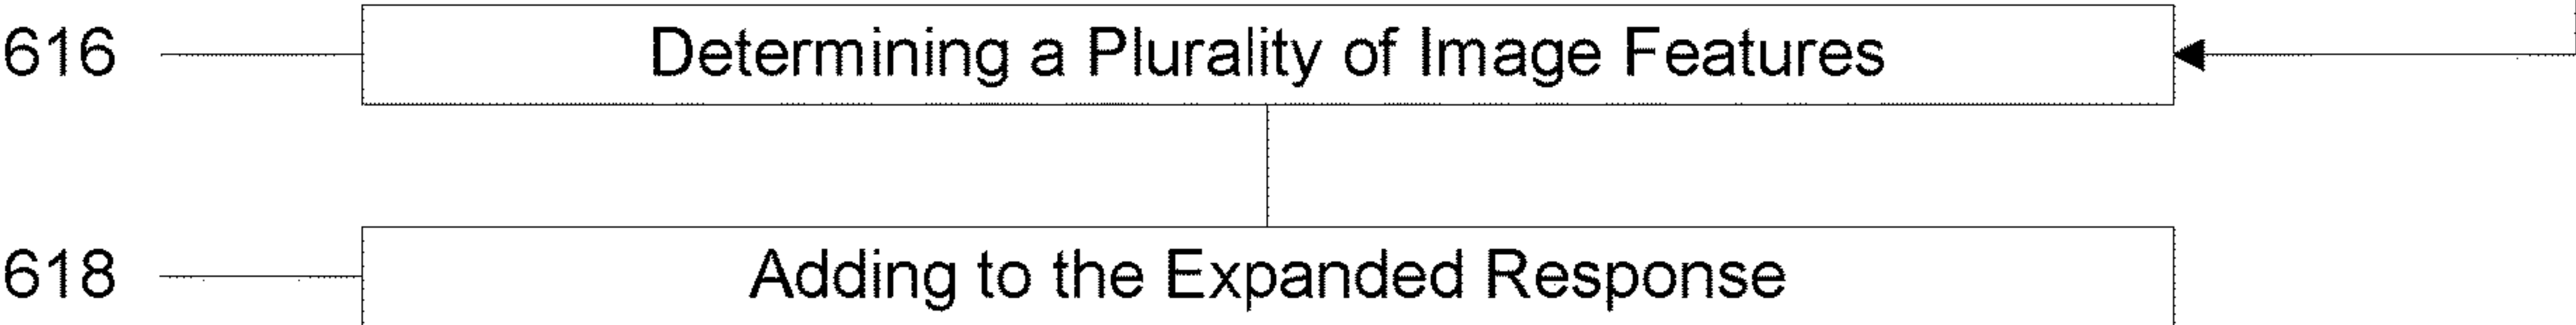 616 Determining a Plurality of Image Features
618 Adding to the Expanded Response